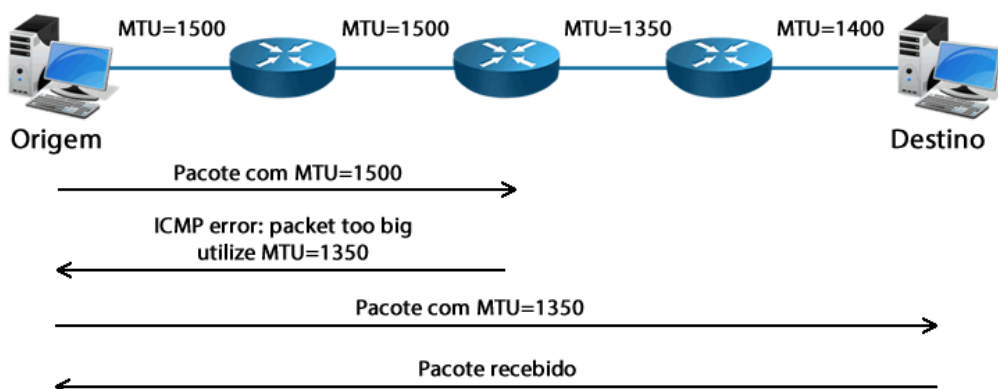 MTU=1500
MTU=1500
MTU=1350
MTU=1400
Origem
Destino
Pacote com MTU=1500
ICMP error: packet too big
utilize MTU=1350
Pacote com MTU=1350
Pacote recebido